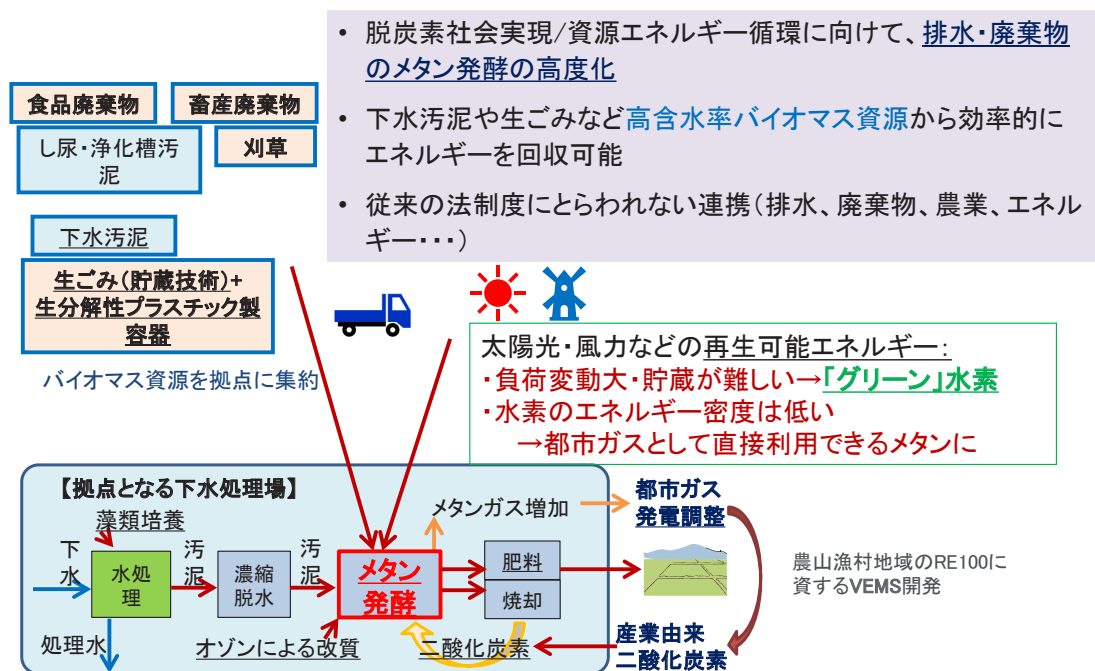 ・ 脱炭素社会実現/資源エネルギー循環に向けて、排水・廃棄物
のメタン発酵の高度化
・ 下水汚泥や生ごみなど高含水率バイオマス資源から効率的に
エネルギーを回収可能
・ 従来の法制度にとらわれない連携(排水、廃棄物、農業、エネル
ギー・・・)
食品廃棄物
畜産廃棄物
し尿・浄化槽汚
泥
刈草
下水汚泥
生ごみ(貯蔵技術)+
生分解性プラスチック製
容器
バイオマス資源を拠点に集約
太陽光・風力などの再生可能エネルギー:
・負荷変動大・貯蔵が難しい→「グリーン」水素
・水素のエネルギー密度は低い
→都市ガスとして直接利用できるメタンに
【拠点となる下水処理場】
藻類培養
下
水
水処
理
汚
泥
濃縮
脱水
汚
泥
メタン
発酵
メタンガス増加
肥料
焼却
都市ガス
発電調整
農山漁村地域のRE100に
資するVEMS開発
処理水
オゾンによる改質
二酸化炭素
産業由来
二酸化炭素